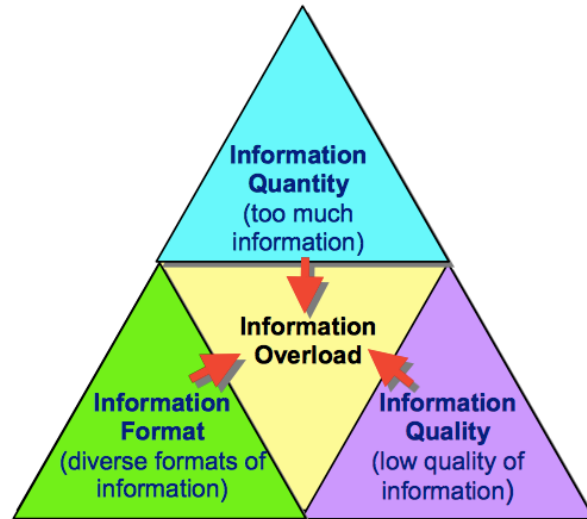 Information
Quantity
(too much
information)
Information
Overload
Information
Format
(diverse formats of
information)
Information
Quality
(low quality of
information)